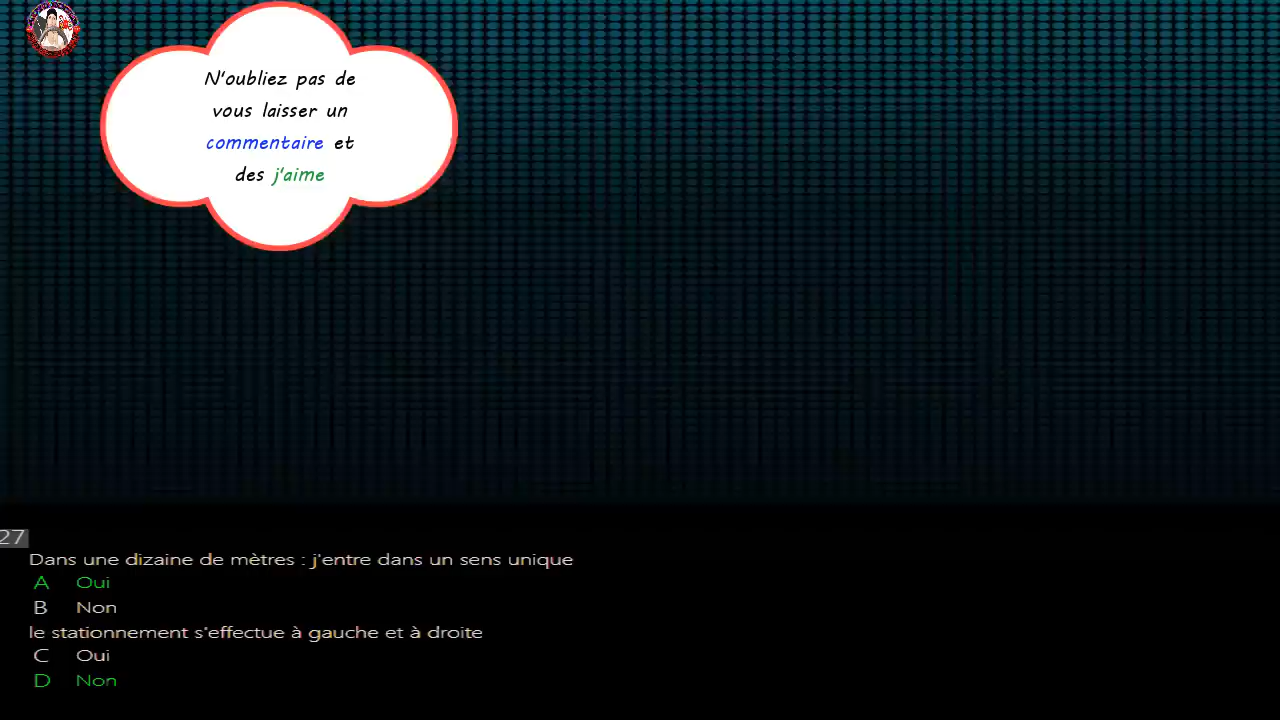 N'oubliez pas de
vous laisser un
commentaire et
des j'aime
27
Dans une dizaine de mètres : j'entre dans un sens unique
A Oui
B Non
le stationnement s'effectue à gauche et à droite
C Oui
D Non